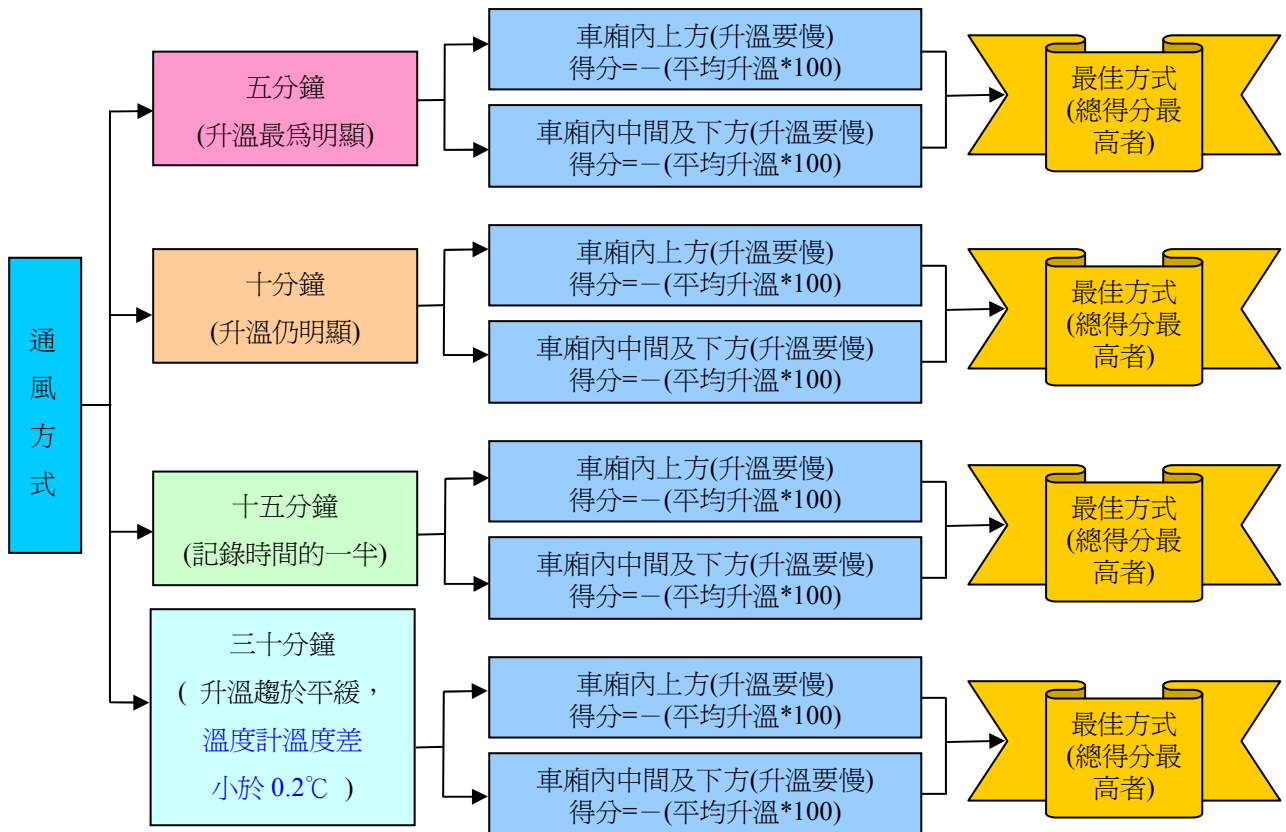 通
風
方
式
五分鐘
(升溫最為明顯)
車廂內上方(升溫要慢)
得分=－(平均升溫*100)
車廂內中間及下方(升溫要慢)
得分=－(平均升溫*100)
最佳方式
(總得分最
高者)
十分鐘
(升溫仍明顯)
車廂內上方(升溫要慢)
得分=－(平均升溫*100)
車廂內中間及下方(升溫要慢)
得分=－(平均升溫*100)
最佳方式
(總得分最
高者)
十五分鐘
(記錄時間的一半)
車廂內上方(升溫要慢)
得分=－(平均升溫*100)
車廂內中間及下方(升溫要慢)
得分=－(平均升溫*100)
最佳方式
(總得分最
高者)
三十分鐘
( 升溫趨於平緩，
溫度計溫度差
小於 0.2℃ )
車廂內上方(升溫要慢)
得分=－(平均升溫*100)
車廂內中間及下方(升溫要慢)
得分=－(平均升溫*100)
最佳方式
(總得分最
高者)